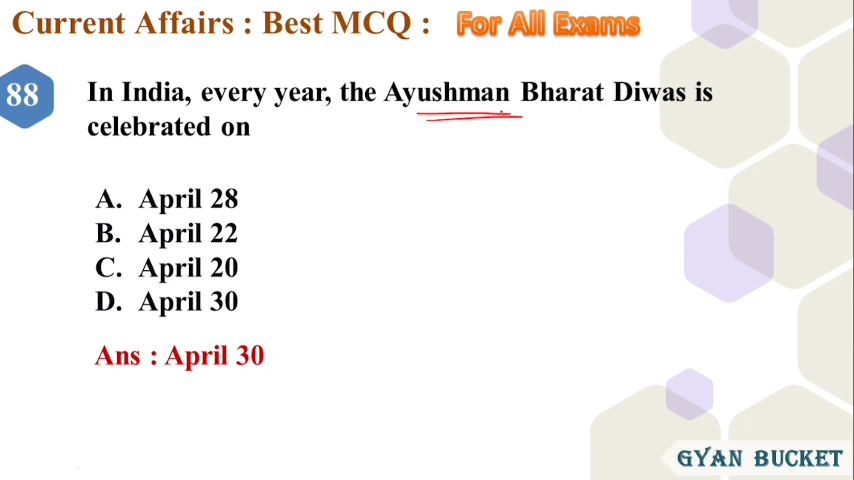 Current Affairs : Best MCQ : For All Exams
88
In India, every year, the Ayushman Bharat Diwas is
celebrated on
A. April 28
B. April 22
C. April 20
D. April 30
Ans : April 30
GYAN BUCKET